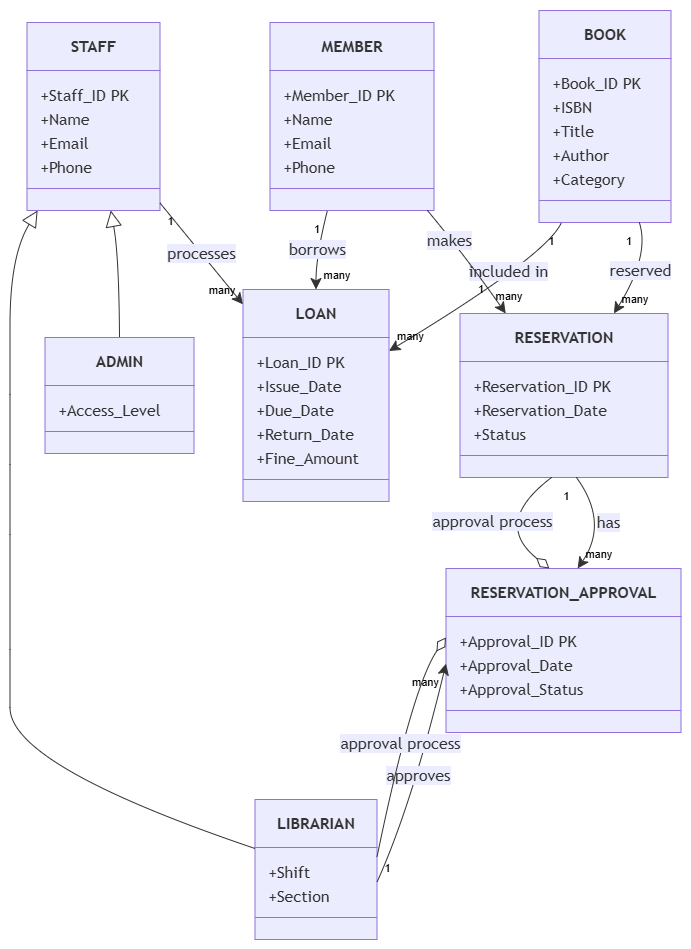 STAFF
+Staff_ID PK
+Name
+Email
+Phone
MEMBER
+Member_ID PK
+Name
+Email
+Phone
BOOK
+Book_ID PK
+ISBN
+Title
+Author
+Category
1
processes
many
1
borrows
many
makes
1
many
1
included in
many
1
reserved
many
ADMIN
+Access_Level
LOAN
+Loan_ID PK
+Issue_Date
+Due_Date
+Return_Date
+Fine_Amount
RESERVATION
+Reservation_ID PK
+Reservation_Date
+Status
approval process
1
has
many
RESERVATION_APPROVAL
+Approval_ID PK
+Approval_Date
+Approval_Status
many
approval process
approves
1
LIBRARIAN
+Shift
+Section